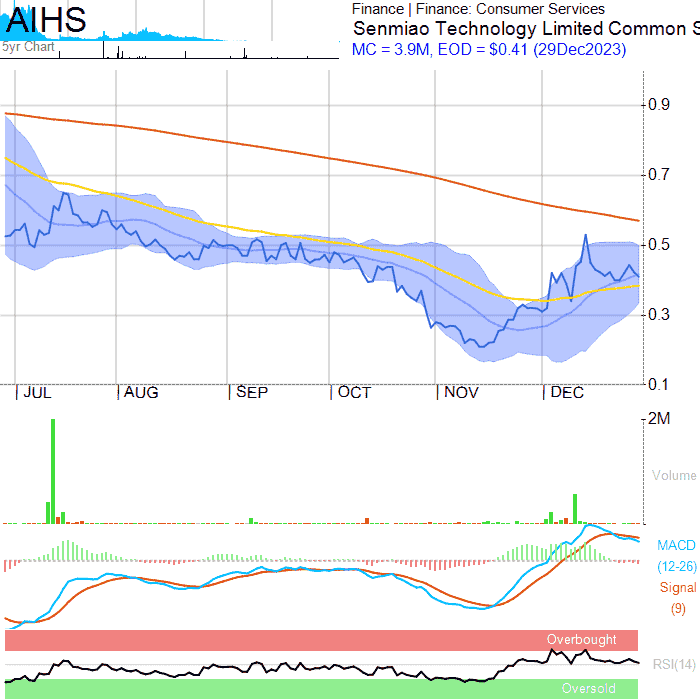 AIHS
5yr Chart
Finance | Finance: Consumer Services
Senmiao Technology Limited Common S
MC = 3.9M, EOD = $0.41 (29Dec2023)
0.9
0.7
0.5
0.3
0.1
JUL AUG SEP OCT NOV DEC
2M
Volume
MACD
(12-26)
Signal
(9)
Overbought
RSI(14)
Oversold